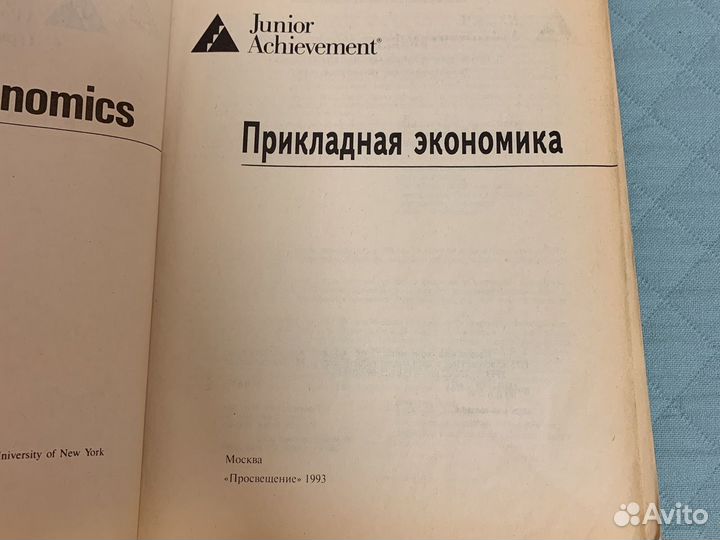 nomics
University of New York
Junior
Achievement®
Прикладная экономика
Москва
«Просвещение» 1993
Avito